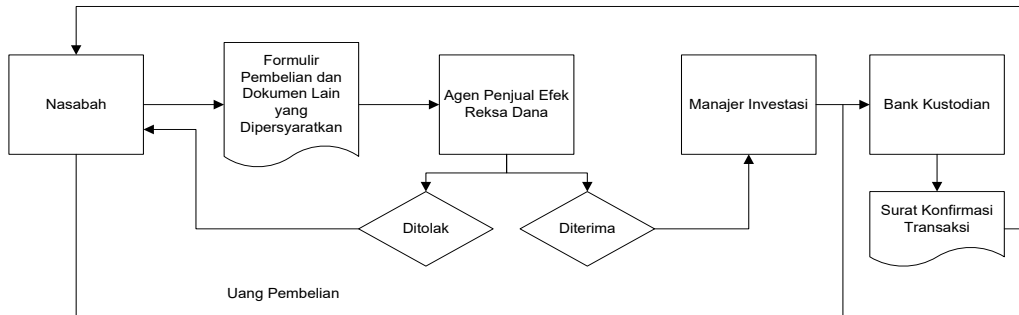 Nasabah
Formulir
Pembelian dan
Dokumen Lain
yang
Dipersyaratkan
Agen Penjual Efek
Reksa Dana
Manajer Investasi
Bank Kustodian
Ditolak
Diterima
Surat Konfirmasi
Transaksi
Uang Pembelian